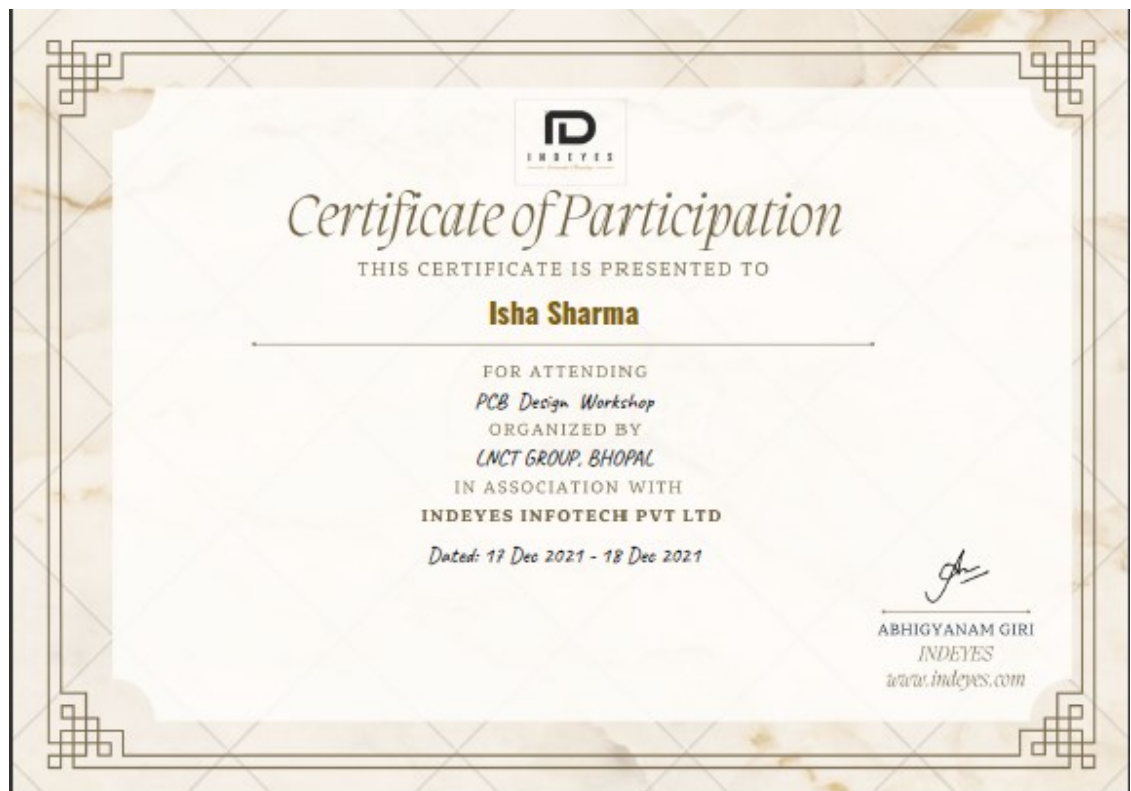 INDEYES
Certificate of Participation
THIS CERTIFICATE IS PRESENTED TO
Isha Sharma
FOR ATTENDING
PCB Design Workshop
ORGANIZED BY
LNCT GROUP, BHOPAL
IN ASSOCIATION WITH
INDEYES INFOTECH PVT LTD
Dated: 17 Dec 2021 - 18 Dec 2021
ABHIGYANAM GIRI
INDEYES
www.indeyes.com